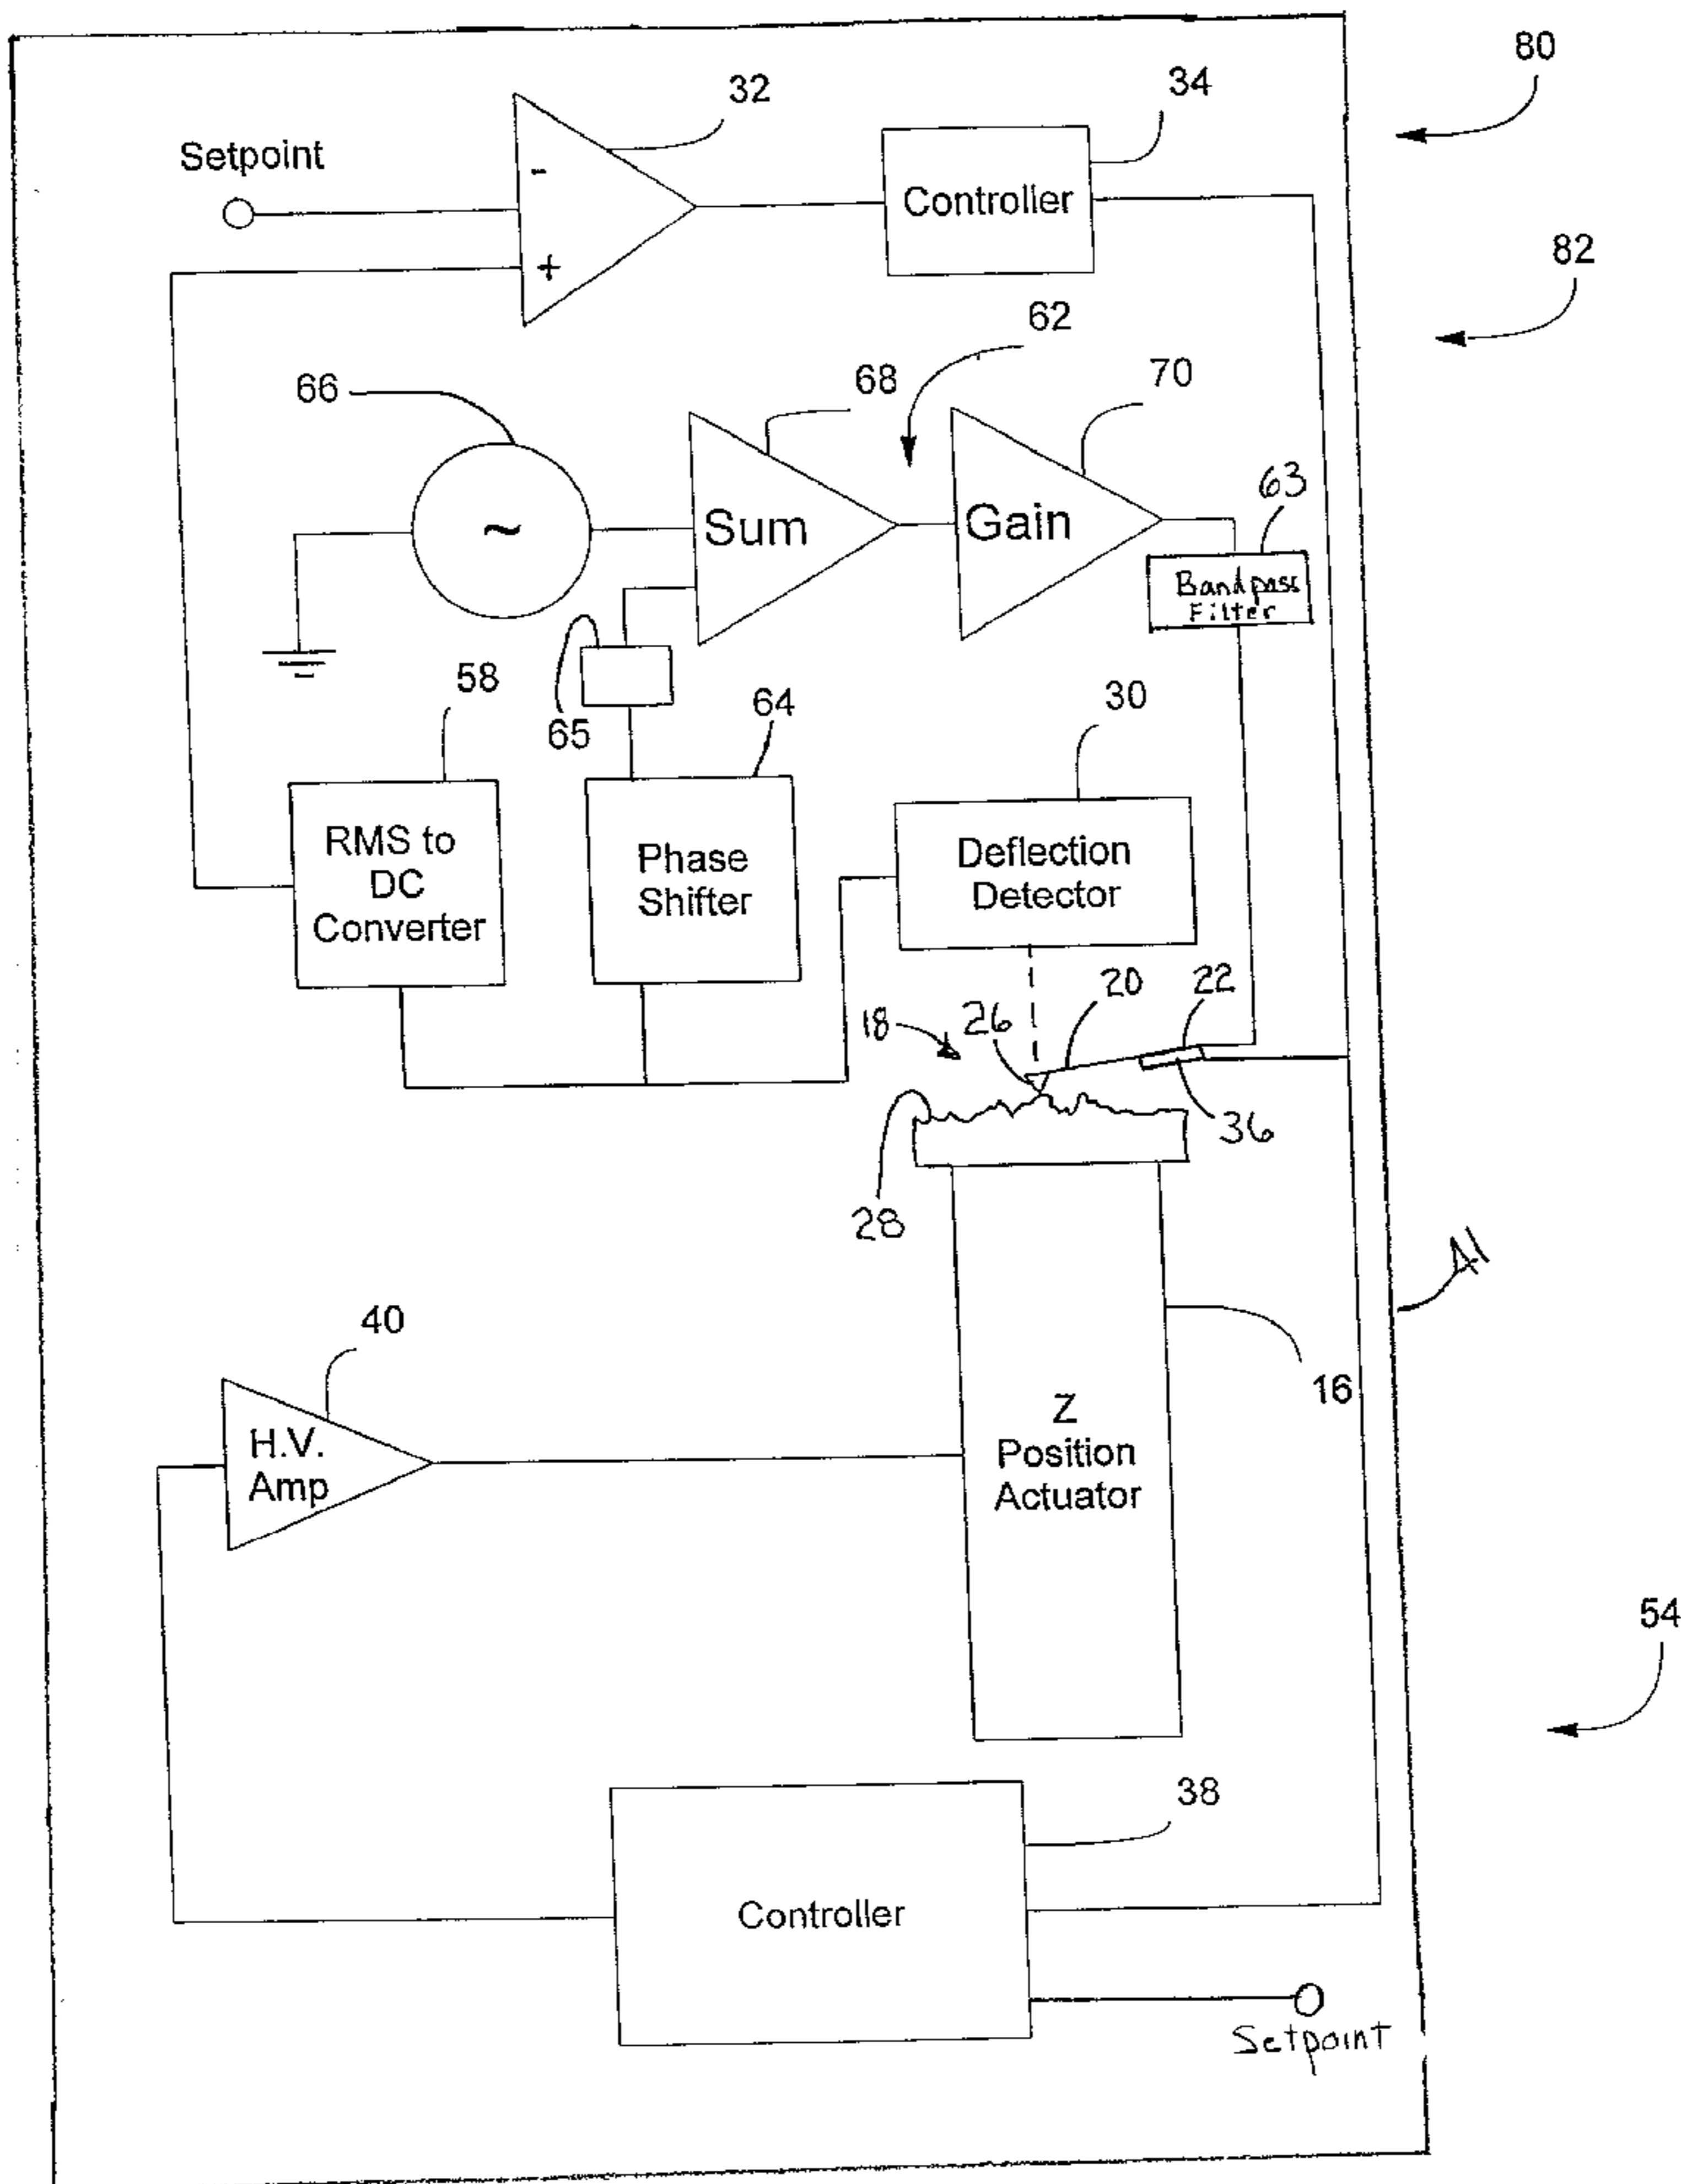 80
32
34
Setpoint
-
Controller
+
82
62
66
68
70
63
~
Sum
Gain
Bandpass
Filter
65
58
64
30
RMS to
DC
Converter
Phase
Shifter
Deflection
Detector
18
26
20
22
36
28
41
40
16
H.V.
Amp
Z
Position
Actuator
54
38
Controller
Setpoint